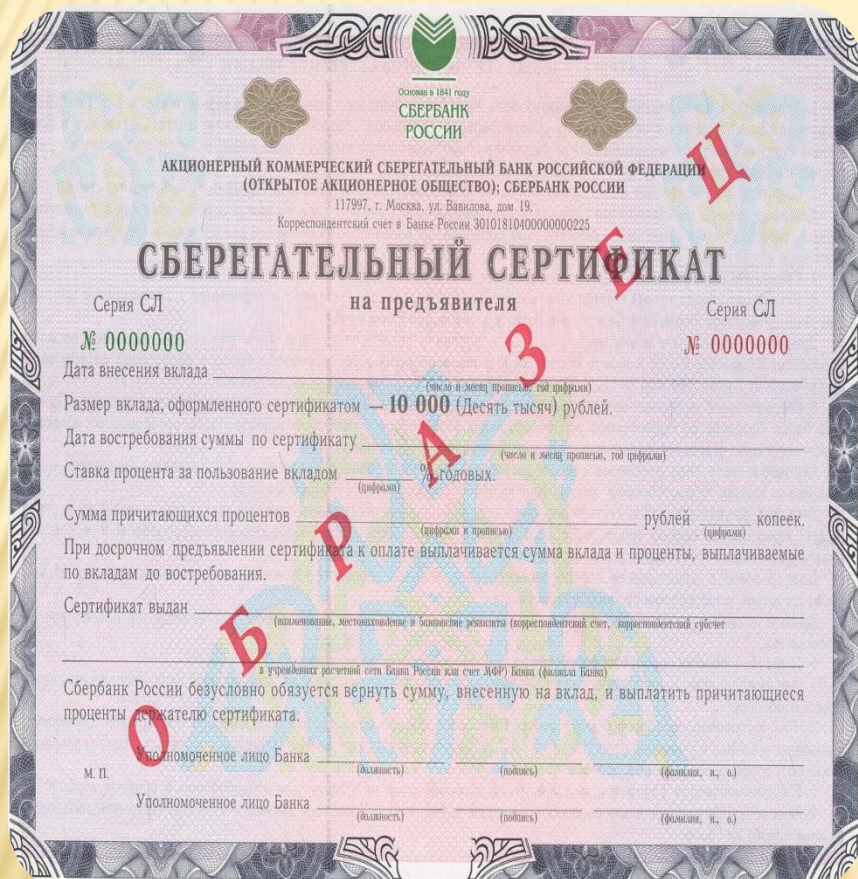 Основан в 1841 году
СБЕРБАНК
РОССИИ
АКЦИОНЕРНЫЙ КОММЕРЧЕСКИЙ СБЕРЕГАТЕЛЬНЫЙ БАНК РОССИЙСКОЙ ФЕДЕРАЦИИ
(ОТКРЫТОЕ АКЦИОНЕРНОЕ ОБЩЕСТВО); СБЕРБАНК РОССИИ
117997, г. Москва, ул. Вавилова, дом 19.
Корреспондентский счет в Банке России 30101810400000000225
СБЕРЕГАТЕЛЬНЫЙ СЕРТИФИКАТ
на предъявителя
Серия СЛ
Серия СЛ
№ 0000000
№ 0000000
Дата внесения вклада
(число и месяц прописью, год цифрами)
Размер вклада, оформленного сертификатом — 10 000 (Десять тысяч) рублей.
Дата востребования суммы по сертификату
(число и месяц прописью, год цифрами)
Ставка процента за пользование вкладом % годовых.
(цифрами)
Сумма причитающихся процентов рублей копеек.
(цифрами и прописью) (цифрами)
При досрочном предъявлении сертификата к оплате выплачивается сумма вклада и проценты, выплачиваемые
по вкладам до востребования.
Сертификат выдан
(наименование, местонахождение и банковские реквизиты (корреспондентский счет, корреспондентский субсчет
в учреждениях расчетной сети Банка России или счет МФР) Банка (филиала Банка)
Сбербанк России безусловно обязуется вернуть сумму, внесенную на вклад, и выплатить причитающиеся
проценты держателю сертификата.
Уполномоченное лицо Банка
М. П. (должность) (подпись) (фамилия, и., о.)
Уполномоченное лицо Банка
(должность) (подпись) (фамилия, и., о.)
ОБРАЗЕЦ